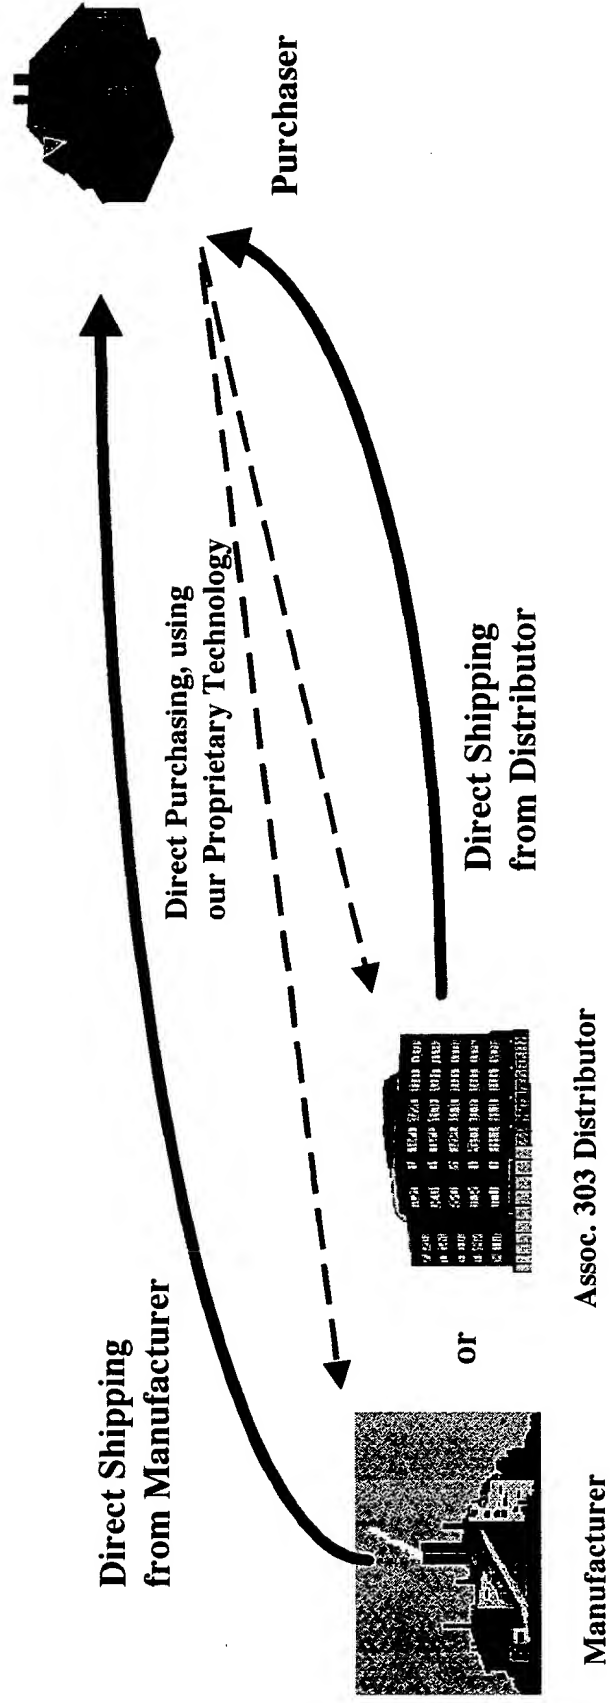 Direct Shipping
from Manufacturer
Direct Purchasing, using
our Proprietary Technology
Purchaser
Direct Shipping
from Distributor
or
Manufacturer
Assoc. 303 Distributor